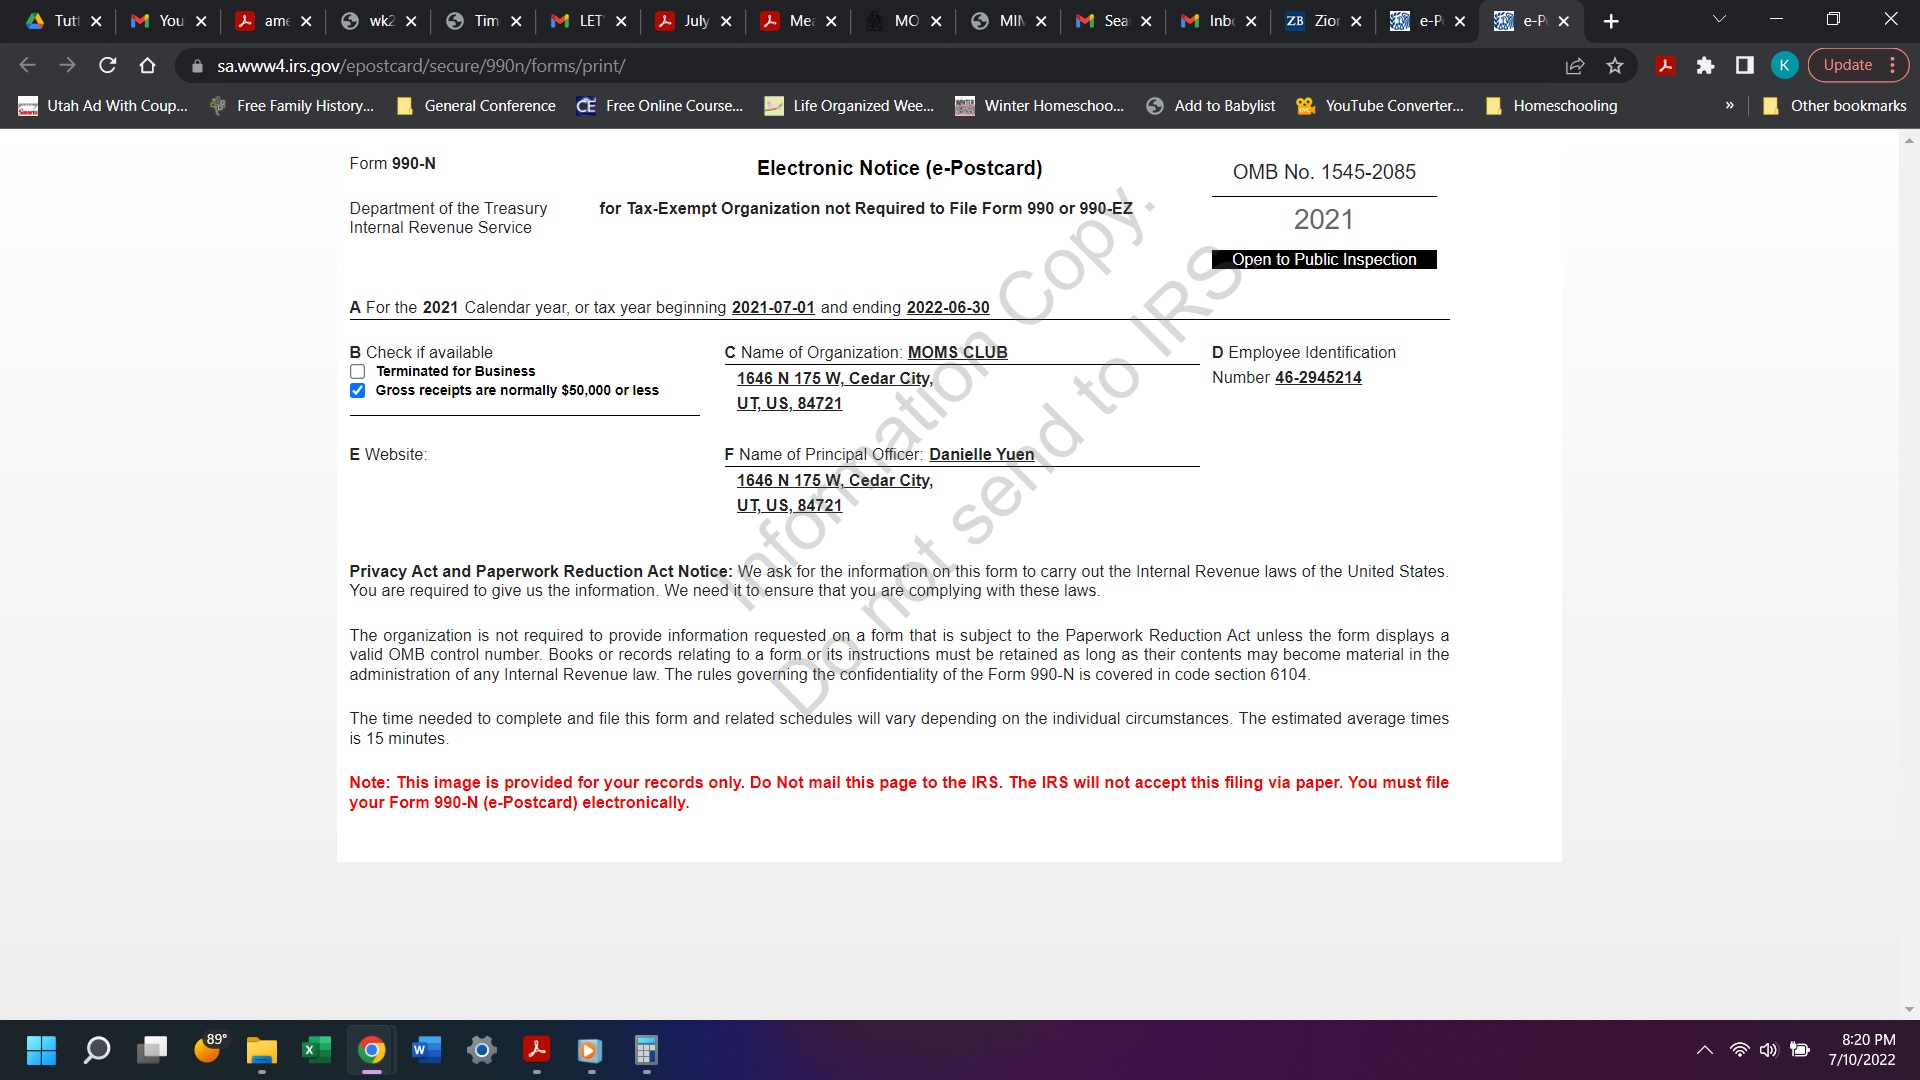 Tut
You
ame
wk2
Tim
LET
July
Mea
MO
MIN
Sea
Inbo
ZB Zion
e-P
e-P
sa.www4.irs.gov/epostcard/secure/990n/forms/print/
K
Update
Utah Ad With Coup...
Free Family History...
General Conference
CE Free Online Course...
Life Organized Wee...
Winter Homeschoo...
Add to Babylist
YouTube Converter...
Homeschooling
»
Other bookmarks
Form 990-N
Electronic Notice (e-Postcard)
OMB No. 1545-2085
Department of the Treasury
Internal Revenue Service
for Tax-Exempt Organization not Required to File Form 990 or 990-EZ
2021
Open to Public Inspection
A For the 2021 Calendar year, or tax year beginning 2021-07-01 and ending 2022-06-30
B Check if available
Terminated for Business
Gross receipts are normally $50,000 or less
C Name of Organization: MOMS CLUB
1646 N 175 W, Cedar City,
UT, US, 84721
D Employee Identification
Number 46-2945214
E Website:
F Name of Principal Officer: Danielle Yuen
1646 N 175 W, Cedar City,
UT, US, 84721
Information Copy.
Do not send to IRS
Privacy Act and Paperwork Reduction Act Notice: We ask for the information on this form to carry out the Internal Revenue laws of the United States.
You are required to give us the information. We need it to ensure that you are complying with these laws.
The organization is not required to provide information requested on a form that is subject to the Paperwork Reduction Act unless the form displays a
valid OMB control number. Books or records relating to a form or its instructions must be retained as long as their contents may become material in the
administration of any Internal Revenue law. The rules governing the confidentiality of the Form 990-N is covered in code section 6104.
The time needed to complete and file this form and related schedules will vary depending on the individual circumstances. The estimated average times
is 15 minutes.
Note: This image is provided for your records only. Do Not mail this page to the IRS. The IRS will not accept this filing via paper. You must file
your Form 990-N (e-Postcard) electronically.
89°
8:20 PM
7/10/2022